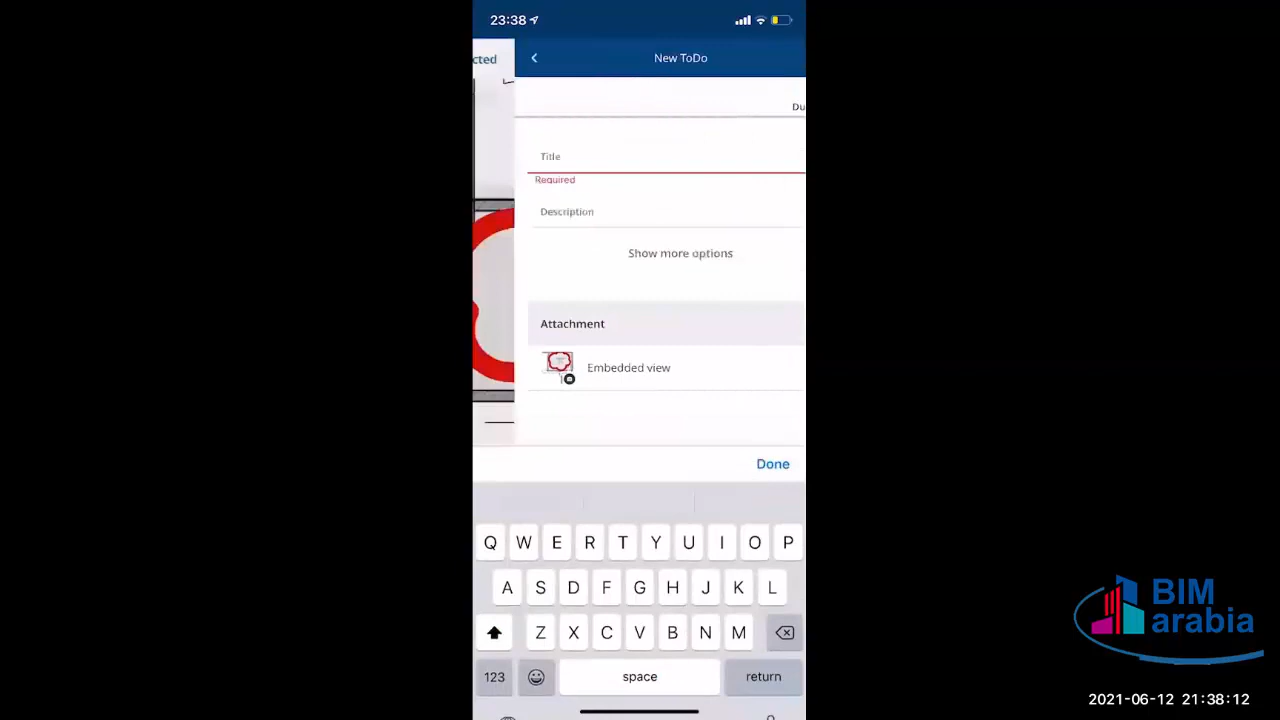 23:38
cted
New ToDo
Du
Title
Required
Description
Show more options
Attachment
Embedded view
Done
Q W E R T Y U I O P
A S D F G H J K L
Z X C V B N M
123 space return
BIM
arabia
2021-06-12 21:38:12